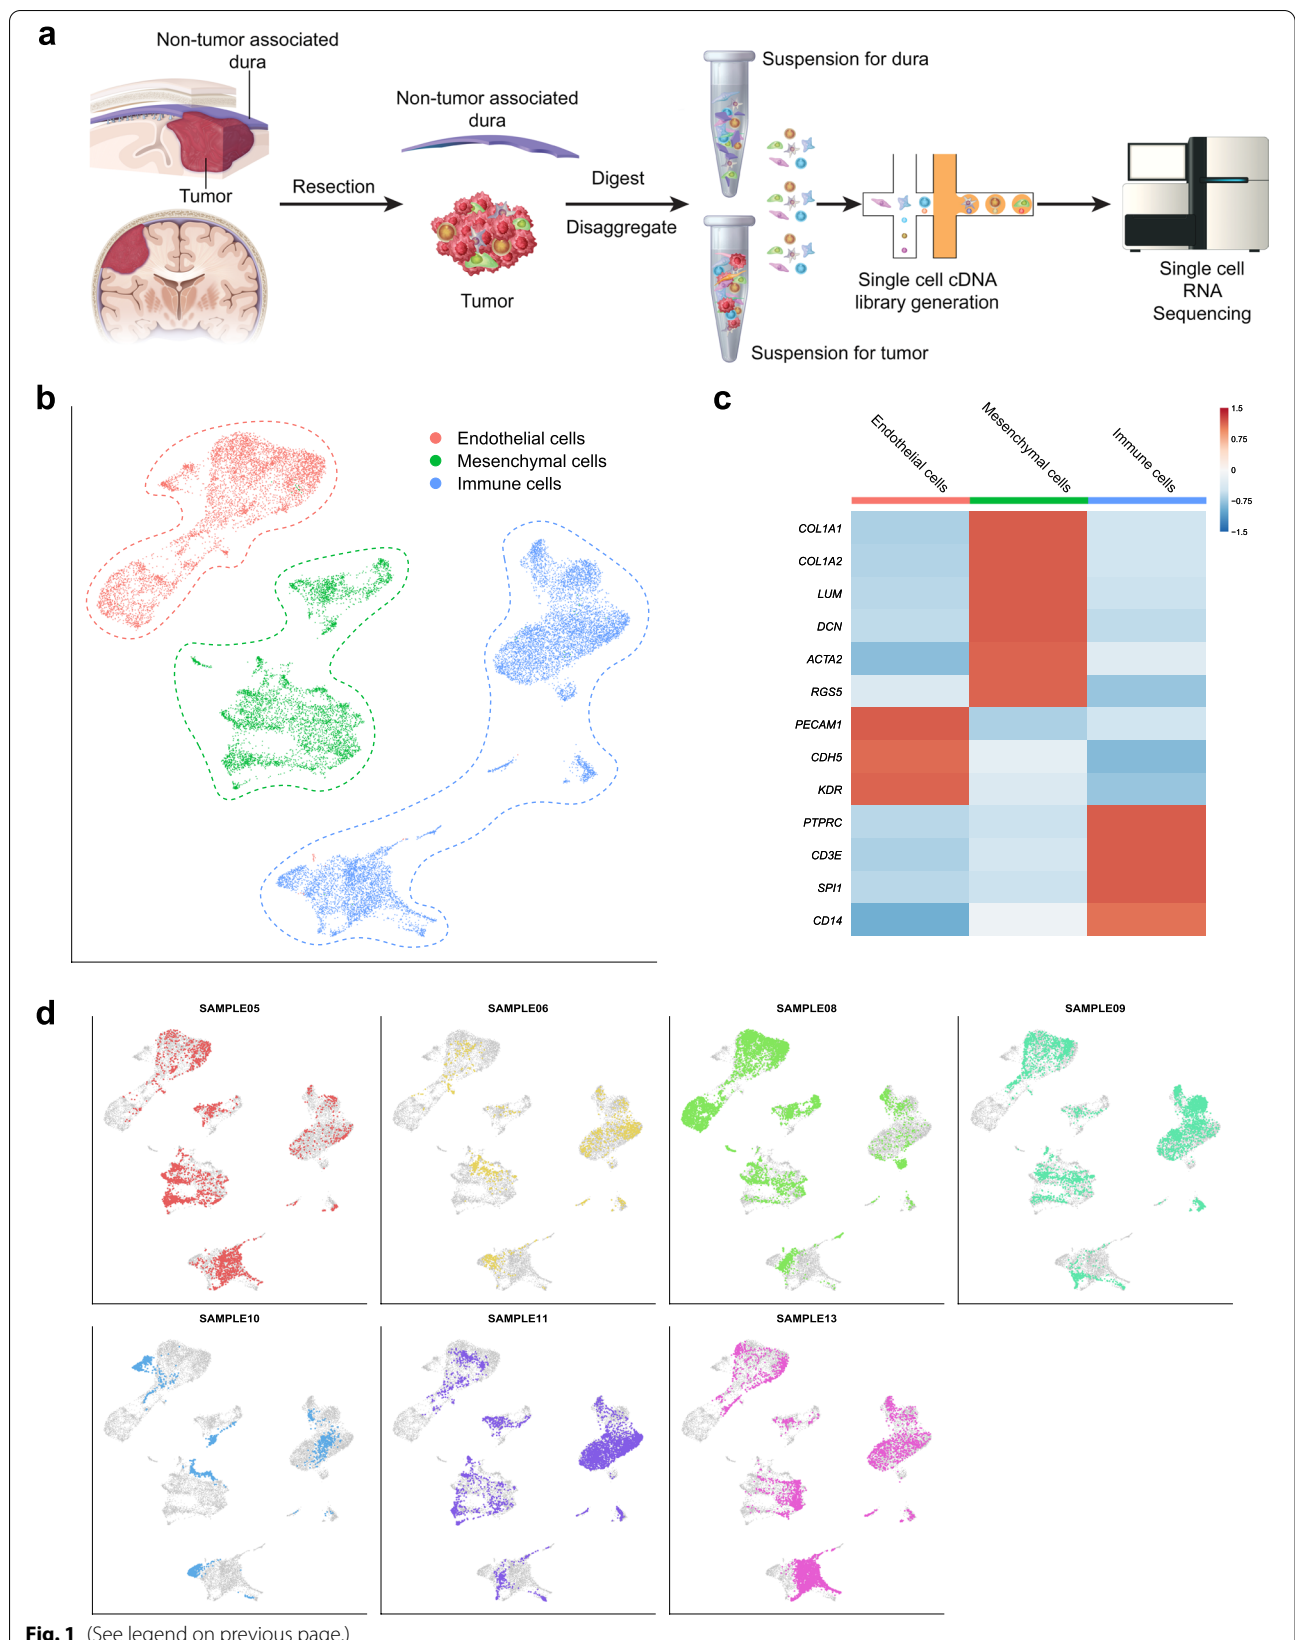 a
Non-tumor associated
dura
Tumor
Resection
Non-tumor associated
dura
Tumor
Digest
Disaggregate
Suspension for dura
Suspension for tumor
Single cell cDNA
library generation
Single cell
RNA
Sequencing
b
Endothelial cells
Mesenchymal cells
Immune cells
c
Endothelial cells
Mesenchymal cells
Immune cells
1.5
0.75
0
−0.75
−1.5
COL1A1
COL1A2
LUM
DCN
ACTA2
RGS5
PECAM1
CDH5
KDR
PTPRC
CD3E
SPI1
CD14
d
SAMPLE05
SAMPLE06
SAMPLE08
SAMPLE09
SAMPLE10
SAMPLE11
SAMPLE13
Fig. 1 (See legend on previous page.)